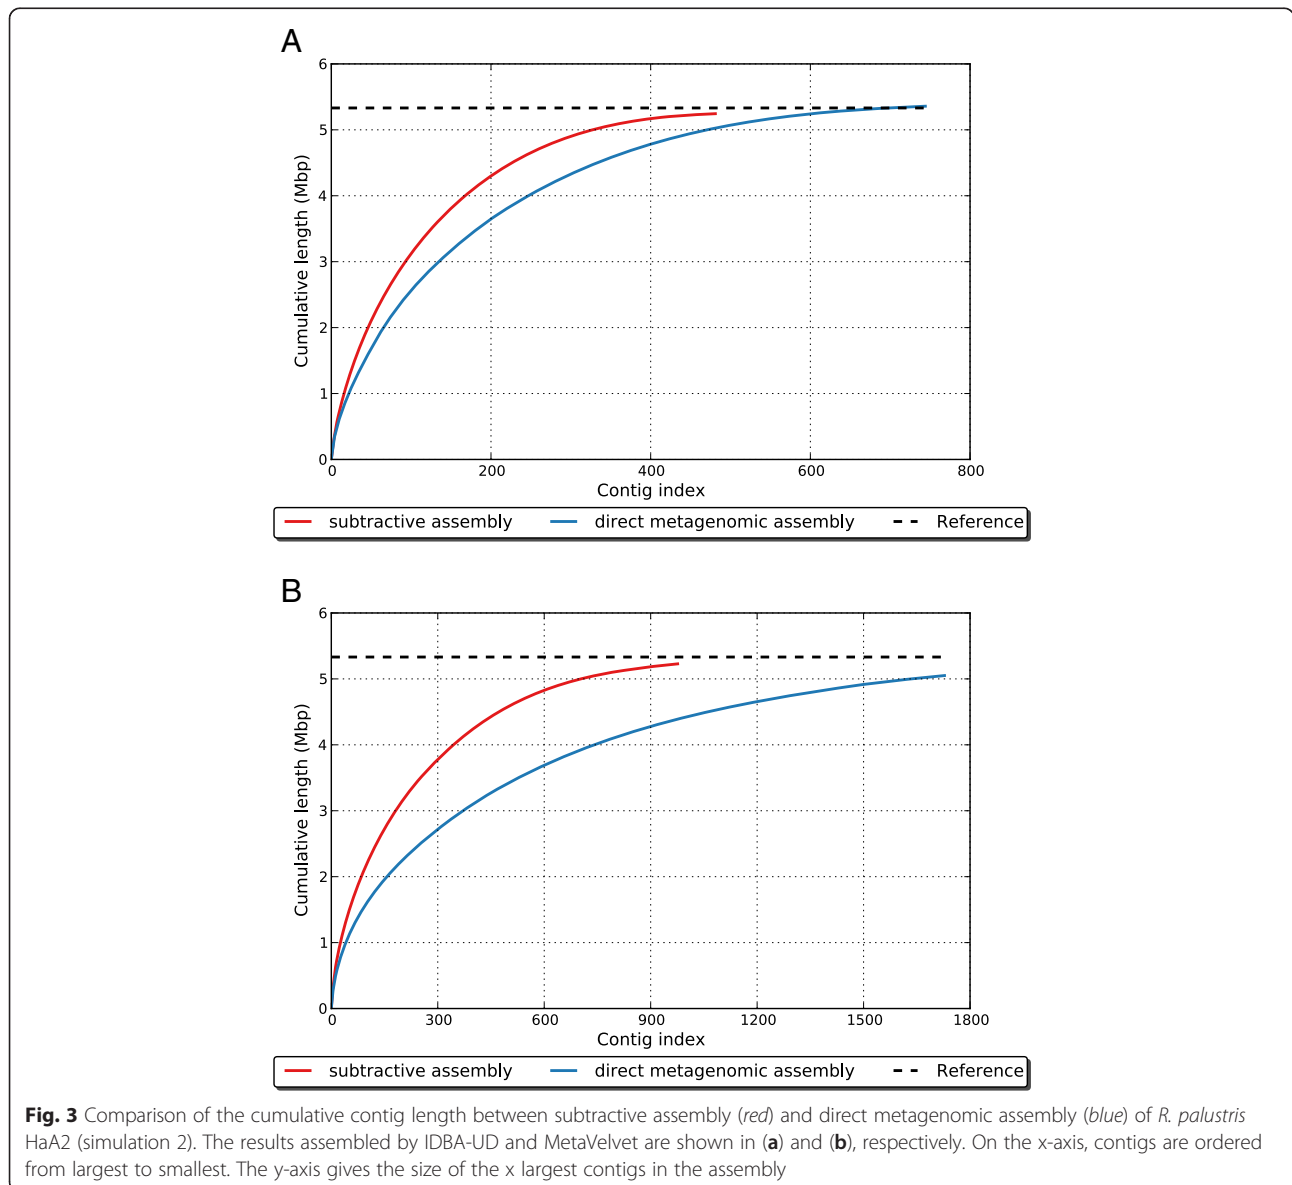 A
6
5
4
3
2
1
0
Cumulative length (Mbp)
0 200 400 600 800
Contig index
subtractive assembly direct metagenomic assembly Reference
B
6
5
4
3
2
1
0
Cumulative length (Mbp)
0 300 600 900 1200 1500 1800
Contig index
subtractive assembly direct metagenomic assembly Reference
Fig. 3 Comparison of the cumulative contig length between subtractive assembly (red) and direct metagenomic assembly (blue) of R. palustris
HaA2 (simulation 2). The results assembled by IDBA-UD and MetaVelvet are shown in (a) and (b), respectively. On the x-axis, contigs are ordered
from largest to smallest. The y-axis gives the size of the x largest contigs in the assembly